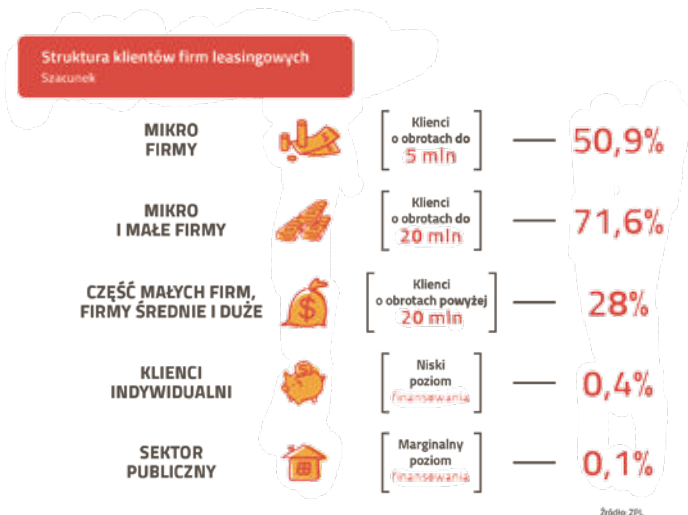 Struktura klientów firm leasingowych
Szacunek
MIKRO
FIRMY
Klienci
o obrotach do
5 mln
50,9%
MIKRO
I MAŁE FIRMY
Klienci
o obrotach do
20 mln
71,6%
CZĘŚĆ MAŁYCH FIRM,
FIRMY ŚREDNIE I DUŻE
Klienci
o obrotach powyżej
20 mln
28%
KLIENCI
INDYWIDUALNI
Niski
poziom
finansowania
0,4%
SEKTOR
PUBLICZNY
Marginalny
poziom
finansowania
0,1%
Źródło: ZPL